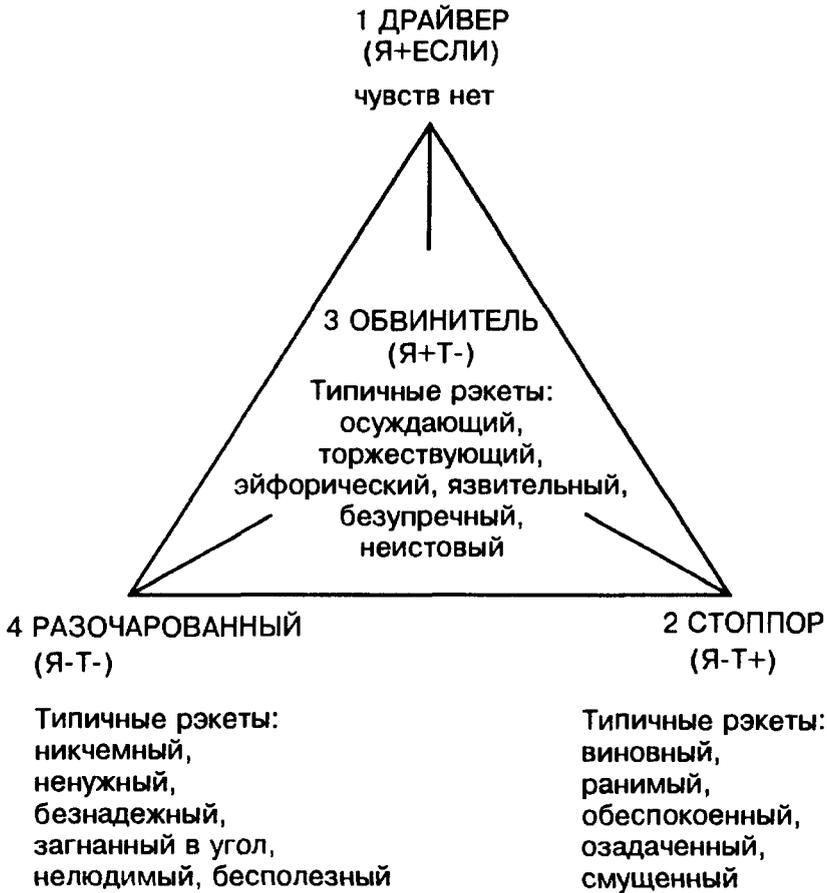 1 ДРАЙВЕР
(Я+ЕСЛИ)
чувств нет
3 ОБВИНИТЕЛЬ
(Я+Т-)
Типичные рэкеты:
осуждающий,
торжествующий,
эйфорический, язвительный,
безупречный,
неистовый
4 РАЗОЧАРОВАННЫЙ
(Я-Т-)
Типичные рэкеты:
никчемный,
ненужный,
безнадежный,
загнанный в угол,
нелюдимый, бесполезный
2 СТОППОР
(Я-Т+)
Типичные рэкеты:
виновный,
ранимый,
обеспокоенный,
озадаченный,
смущенный